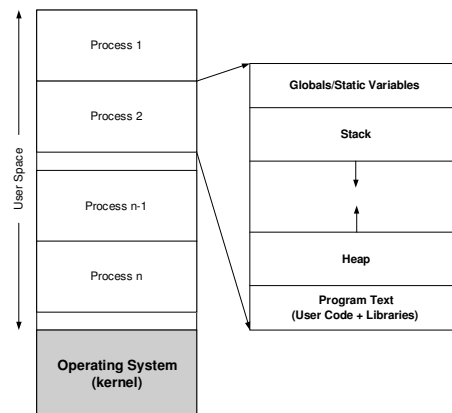 User Space
Process 1
Process 2
Process n-1
Process n
Operating System
(kernel)
Globals/Static Variables
Stack
Heap
Program Text
(User Code + Libraries)